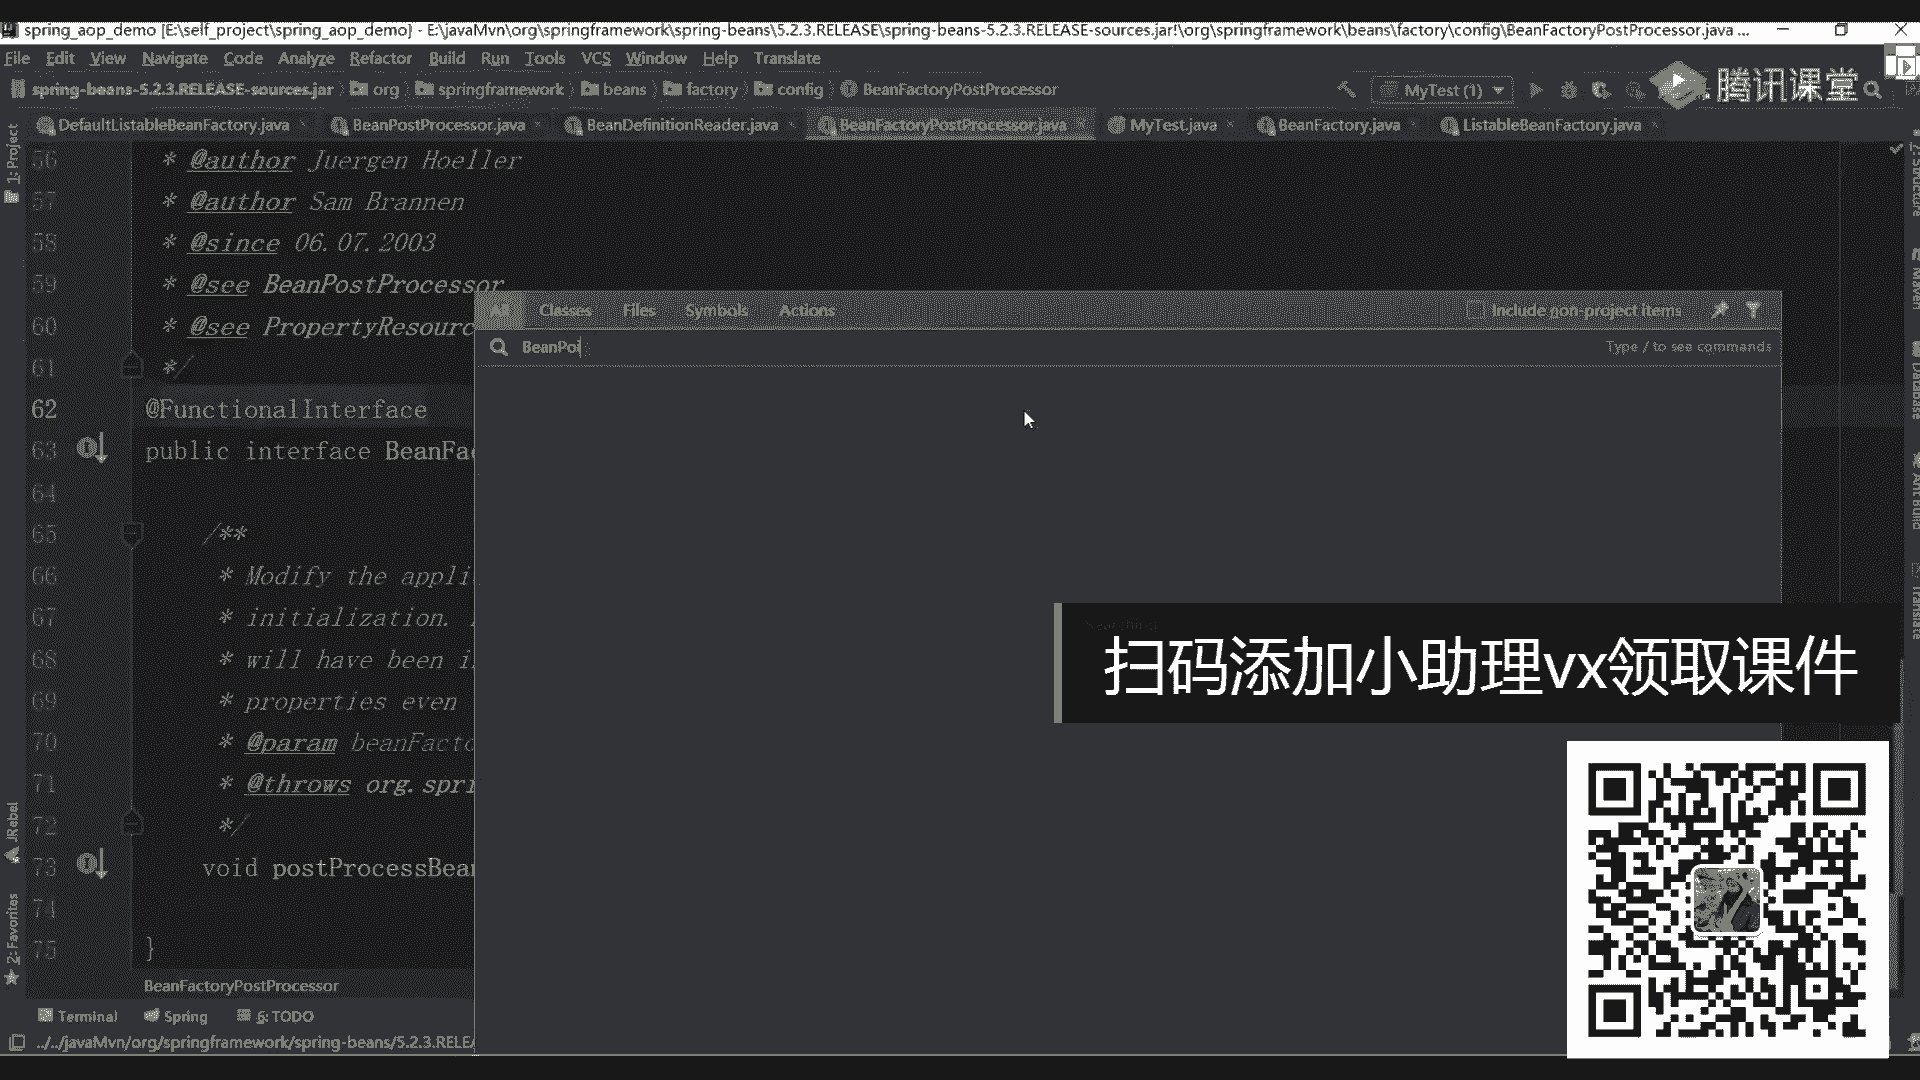 spring_aop_demo [E:\self_project\spring_aop_demo] - E:\javaMvn\org\springframework\spring-beans\5.2.3.RELEASE\spring-beans-5.2.3.RELEASE-sources.jar!\org\springframework\beans\factory\config\BeanFactoryPostProcessor.java ...
File Edit View Navigate Code Analyze Refactor Build Run Tools VCS Window Help Translate
spring-beans-5.2.3.RELEASE-sources.jar org springframework beans factory config BeanFactoryPostProcessor MyTest (1) 腾讯课堂
DefaultListableBeanFactory.java BeanPostProcessor.java BeanDefinitionReader.java BeanFactoryPostProcessor.java MyTest.java BeanFactory.java ListableBeanFactory.java
1: Project
Z: Structure
Maven
Database
Ant Build
Translate
JRebel
2: Favorites
56 * @author Juergen Hoeller
57 * @author Sam Brannen
58 * @since 06.07.2003
59 * @see BeanPostProcessor
60 * @see PropertyResourc
61 */
62 @FunctionalInterface
63 public interface BeanFac
64
65 /**
66 * Modify the appli
67 * initialization.
68 * will have been i
69 * properties even
70 * @param beanFacto
71 * @throws org.spri
72 */
73 void postProcessBean
74
75 }
All Classes Files Symbols Actions Include non-project items
BeanPoi Type / to see commands
Searching
扫码添加小助理vx领取课件
BeanFactoryPostProcessor
Terminal Spring 6: TODO
../../javaMvn/org/springframework/spring-beans/5.2.3.RELEA